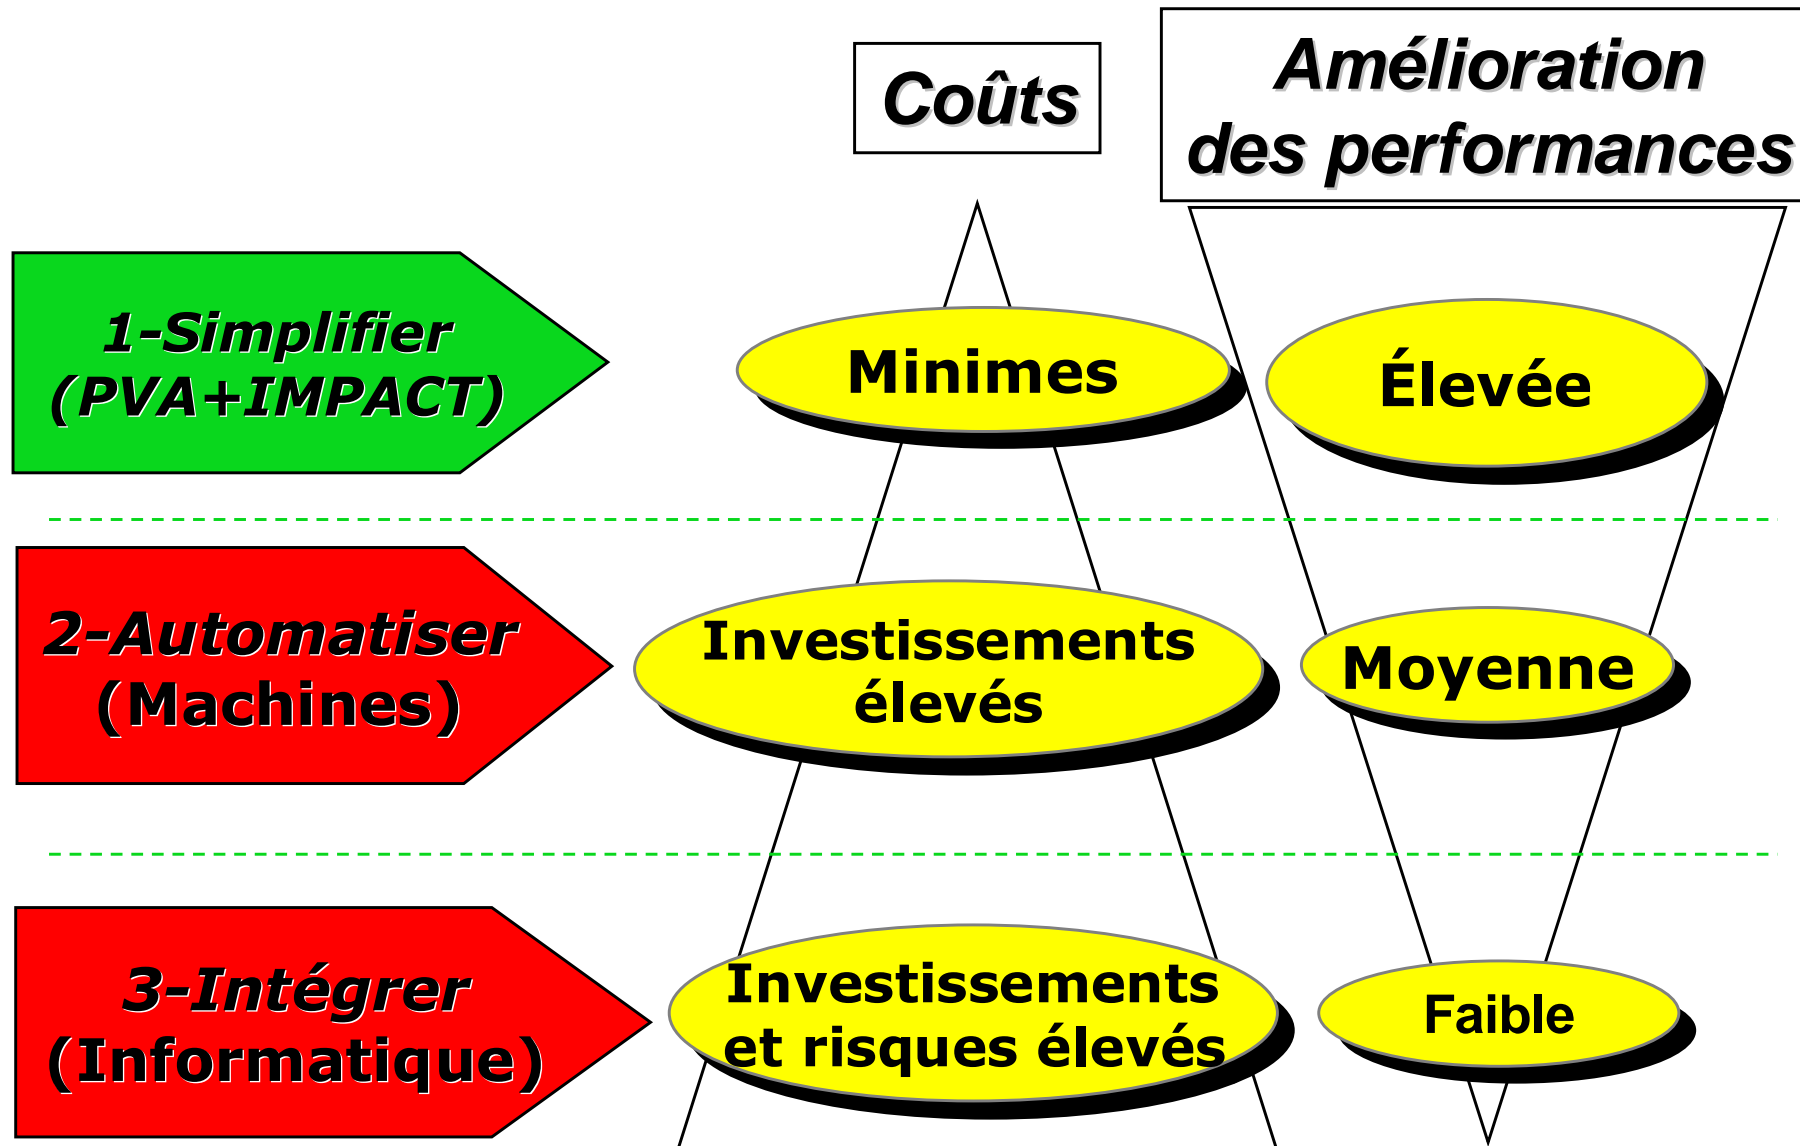 Coûts
Amélioration
des performances
1-Simplifier
(PVA+IMPACT)
Minimes
Élevée
2-Automatiser
(Machines)
Investissements
élevés
Moyenne
3-Intégrer
(Informatique)
Investissements
et risques élevés
Faible